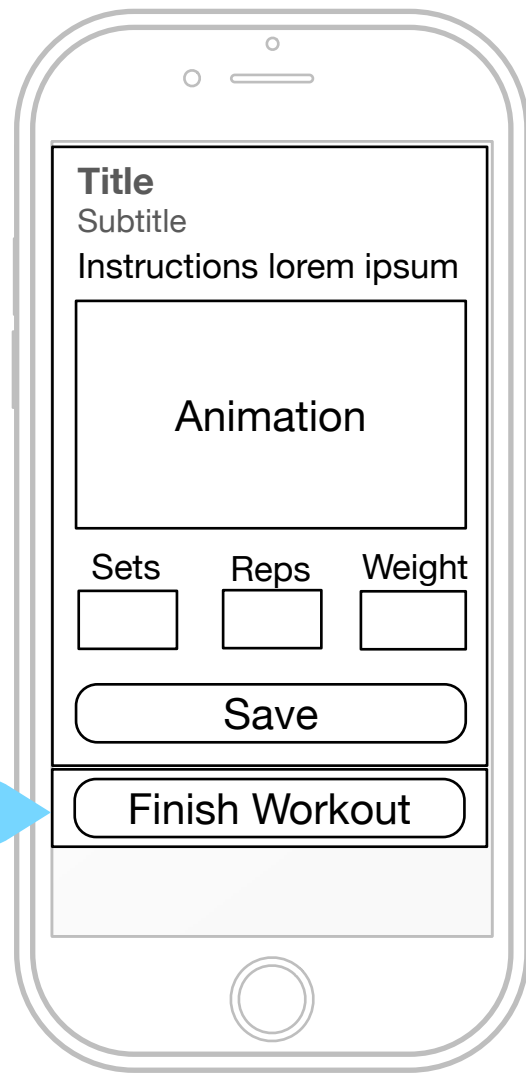 Title
Subtitle
Instructions lorem ipsum
Animation
Sets Reps Weight
Save
Finish Workout